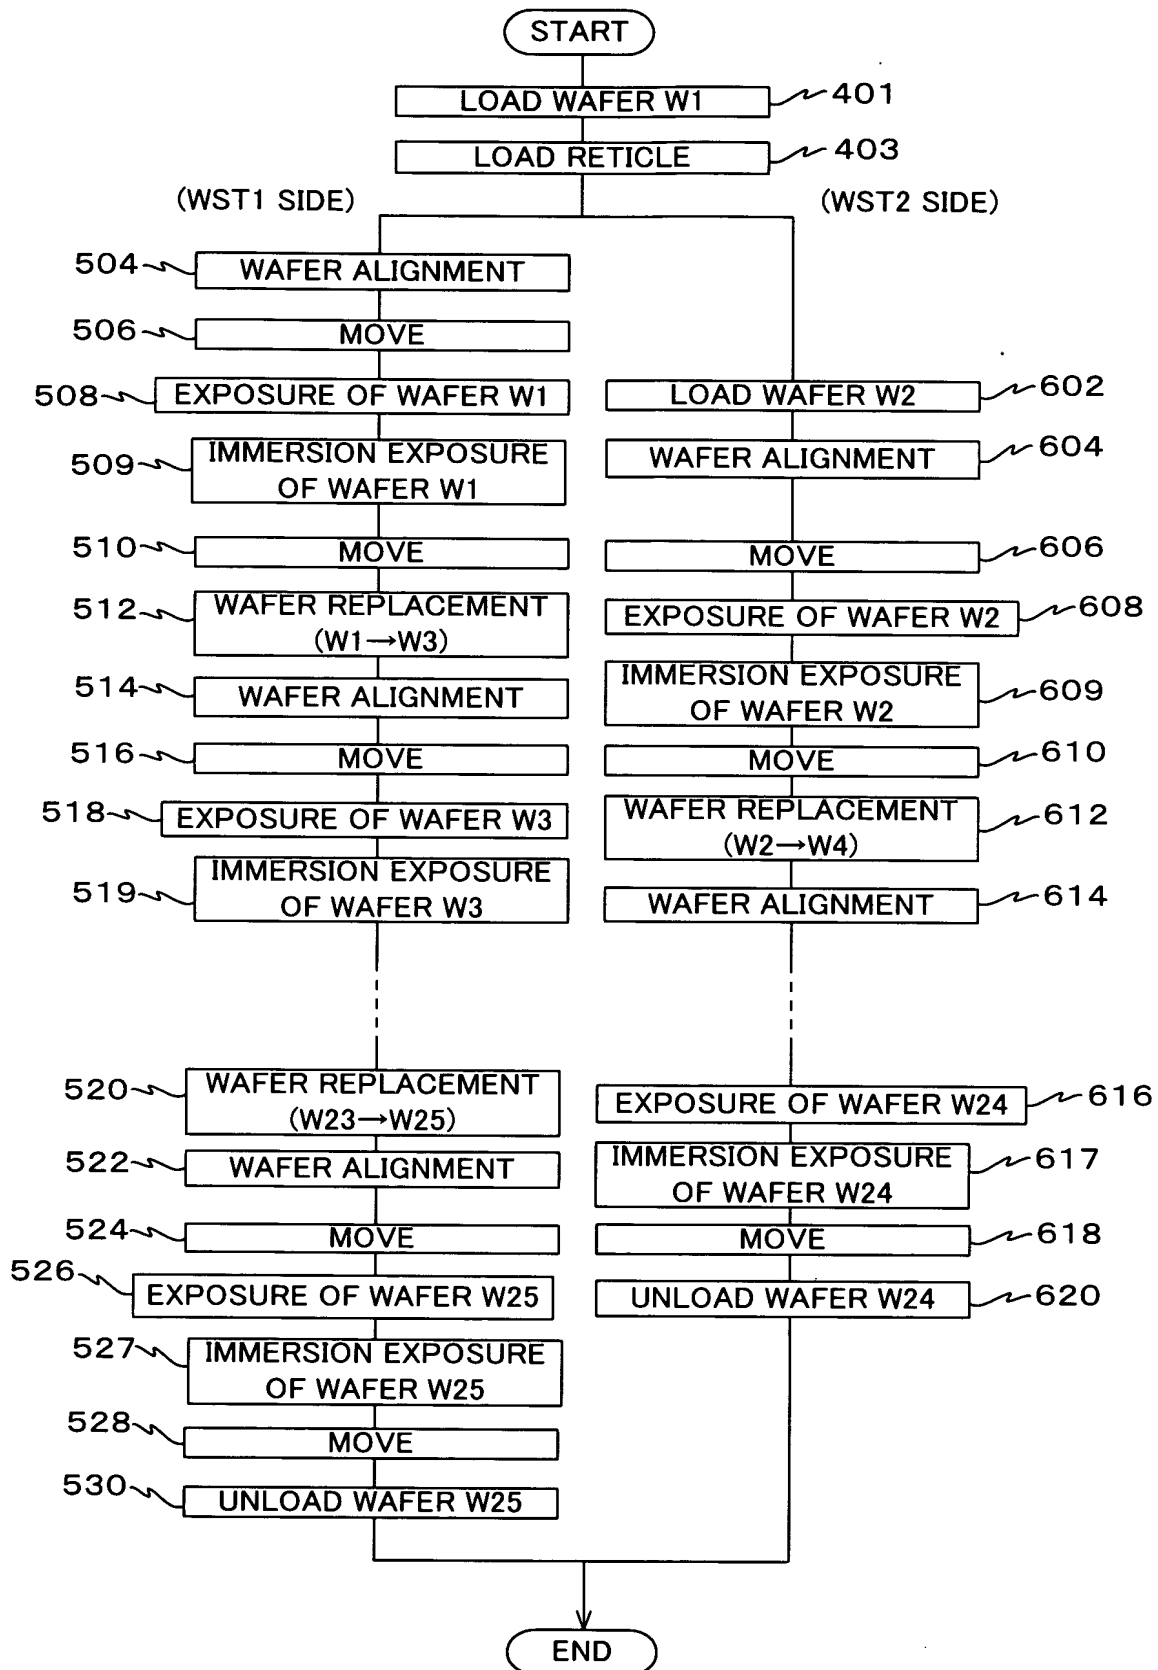 START
LOAD WAFER W1
401
LOAD RETICLE
403
(WST1 SIDE)
(WST2 SIDE)
504
WAFER ALIGNMENT
506
MOVE
508
EXPOSURE OF WAFER W1
LOAD WAFER W2
602
509
IMMERSION EXPOSURE
OF WAFER W1
WAFER ALIGNMENT
604
510
MOVE
MOVE
606
512
WAFER REPLACEMENT
(W1→W3)
EXPOSURE OF WAFER W2
608
514
WAFER ALIGNMENT
IMMERSION EXPOSURE
OF WAFER W2
609
516
MOVE
MOVE
610
518
EXPOSURE OF WAFER W3
WAFER REPLACEMENT
(W2→W4)
612
519
IMMERSION EXPOSURE
OF WAFER W3
WAFER ALIGNMENT
614
520
WAFER REPLACEMENT
(W23→W25)
EXPOSURE OF WAFER W24
616
522
WAFER ALIGNMENT
IMMERSION EXPOSURE
OF WAFER W24
617
524
MOVE
MOVE
618
526
EXPOSURE OF WAFER W25
UNLOAD WAFER W24
620
527
IMMERSION EXPOSURE
OF WAFER W25
528
MOVE
530
UNLOAD WAFER W25
END